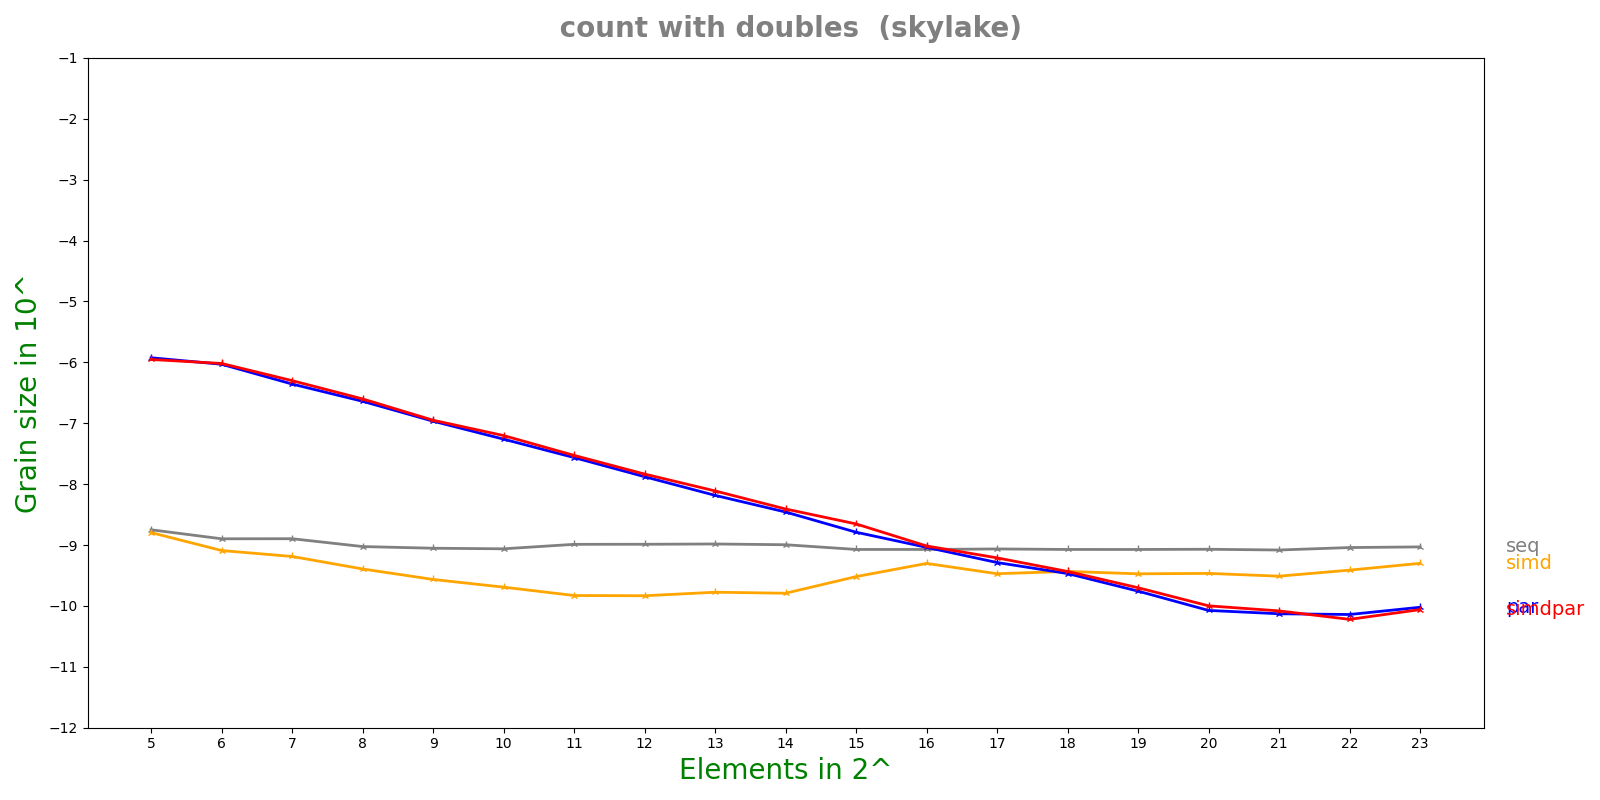 count with doubles (skylake)
Grain size in 10^
−1
−2
−3
−4
−5
−6
−7
−8
−9
−10
−11
−12
seq
simd
par
simdpar
5 6 7 8 9 10 11 12 13 14 15 16 17 18 19 20 21 22 23
Elements in 2^